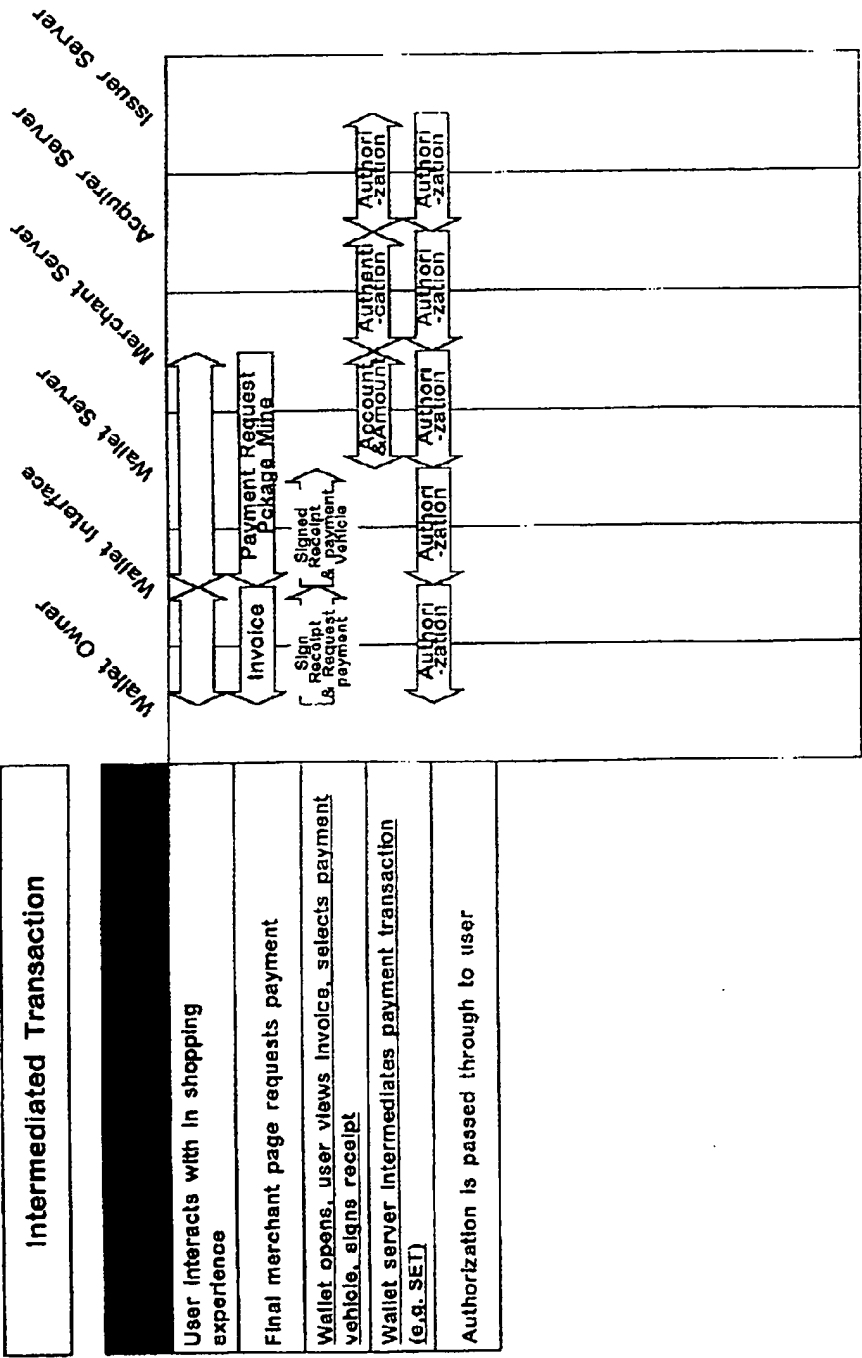 Intermediated Transaction
Wallet Owner
Wallet Interface
Wallet Server
Merchant Server
Acquirer Server
Issuer Server
User Interacts with in shopping
experience
Final merchant page requests payment
Wallet opens, user views Invoice, selects payment
vehicle, signs receipt
Wallet server Intermediates payment transaction
(e.g. SET)
Authorization is passed through to user
Invoice
Payment Request
Pckage Mine
Sign
Receipt
& Request
payment
Signed
Receipt
& payment
vehicle
Account
&Amount
Authenti
-cation
Authori
-zation
Authori
-zation
Authori
-zation
Authori
-zation
Authori
-zation
Authori
-zation